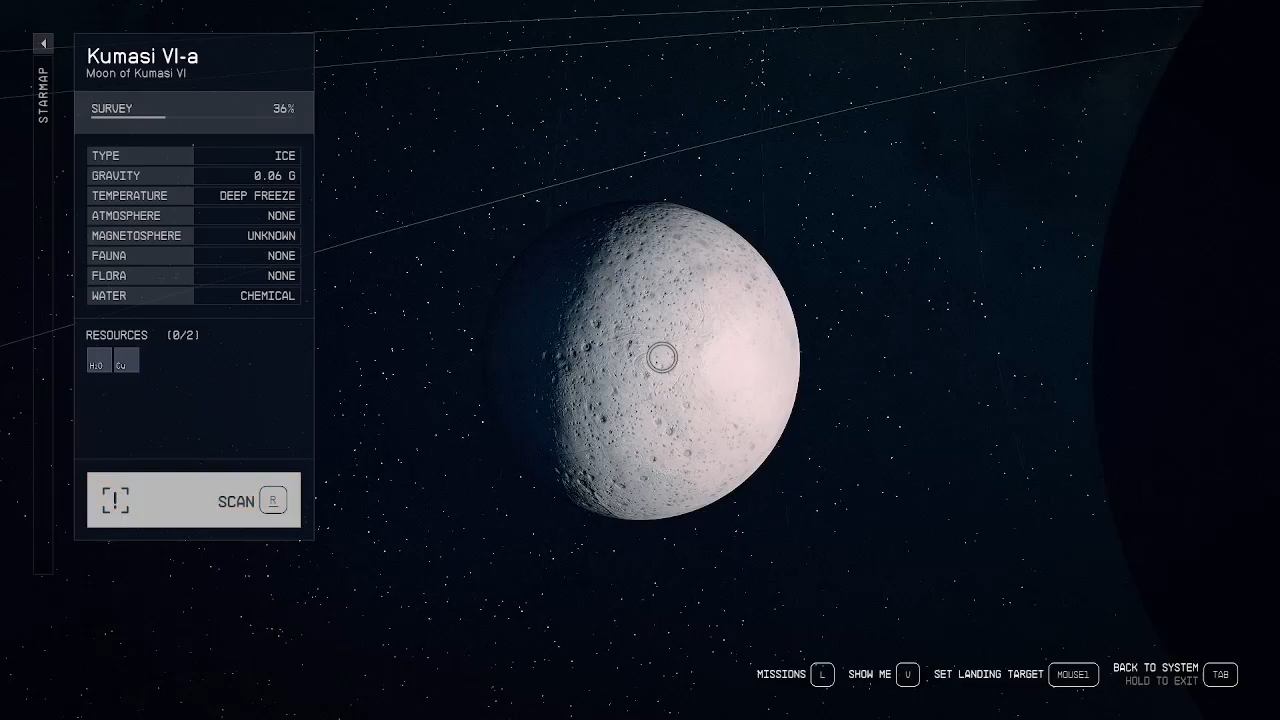 STARMAP
Kumasi VI-a
Moon of Kumasi VI
SURVEY 36%
TYPE ICE
GRAVITY 0.06 G
TEMPERATURE DEEP FREEZE
ATMOSPHERE NONE
MAGNETOSPHERE UNKNOWN
FAUNA NONE
FLORA NONE
WATER CHEMICAL
RESOURCES (0/2)
H2O Cu
SCAN R
MISSIONS L SHOW ME V SET LANDING TARGET MOUSE1 BACK TO SYSTEM TAB
HOLD TO EXIT